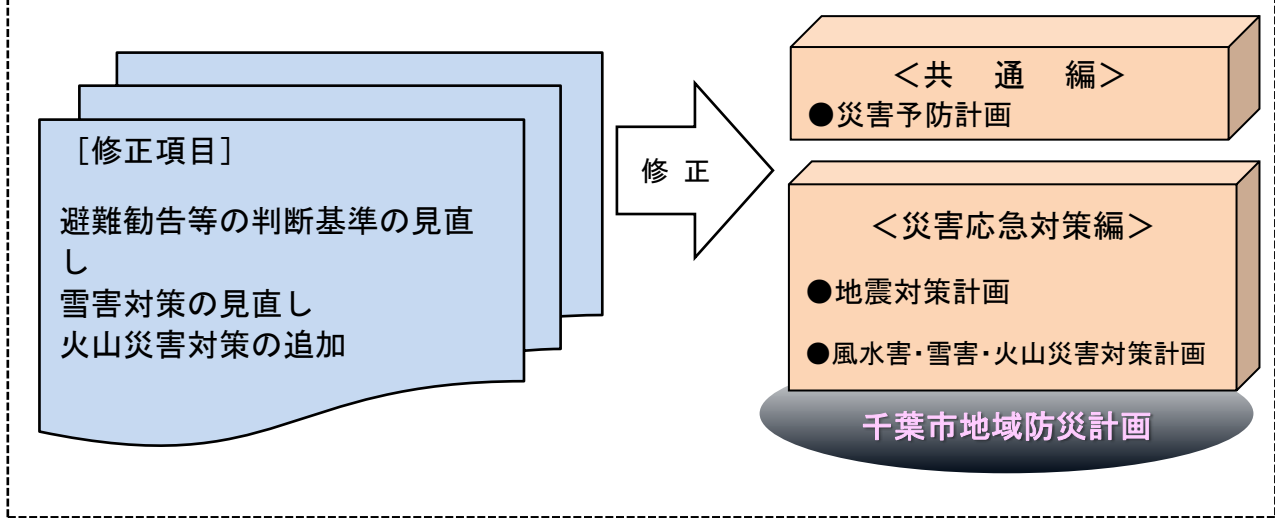 [修正項目]
避難勧告等の判断基準の見直
し
雪害対策の見直し
火山災害対策の追加
修 正
＜共　通　編＞
●災害予防計画
＜災害応急対策編＞
●地震対策計画
●風水害・雪害・火山災害対策計画
千葉市地域防災計画